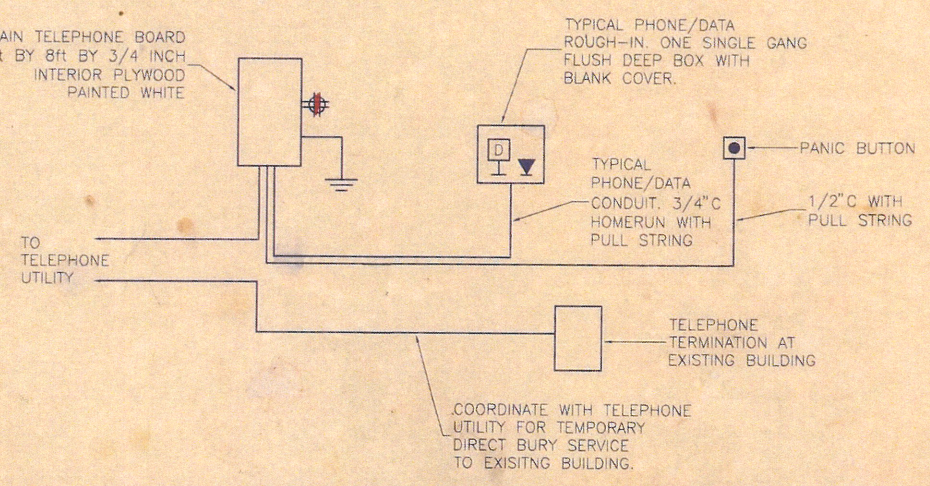 AIN TELEPHONE BOARD
BY 8ft BY 3/4 INCH
INTERIOR PLYWOOD
PAINTED WHITE
TYPICAL PHONE/DATA
ROUGH-IN. ONE SINGLE GANG
FLUSH DEEP BOX WITH
BLANK COVER.
D
PANIC BUTTON
TYPICAL
PHONE/DATA
CONDUIT. 3/4"C
HOMERUN WITH
PULL STRING
1/2"C WITH
PULL STRING
TO
TELEPHONE
UTILITY
TELEPHONE
TERMINATION AT
EXISTING BUILDING
COORDINATE WITH TELEPHONE
UTILITY FOR TEMPORARY
DIRECT BURY SERVICE
TO EXISITNG BUILDING.